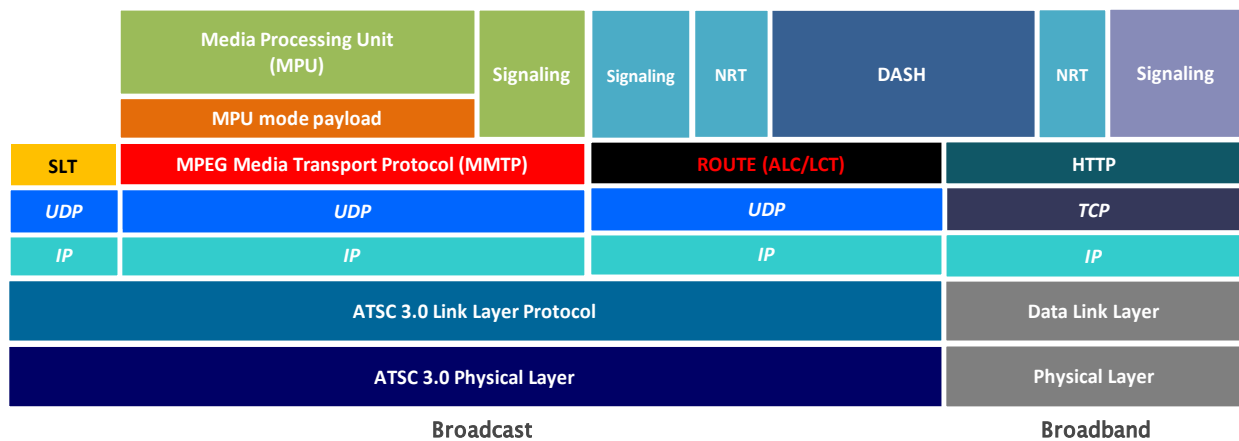 Media Processing Unit
(MPU)
Signaling
Signaling
NRT
DASH
NRT
Signaling
MPU mode payload
SLT
MPEG Media Transport Protocol (MMTP)
ROUTE (ALC/LCT)
HTTP
UDP
UDP
UDP
TCP
IP
IP
IP
IP
ATSC 3.0 Link Layer Protocol
Data Link Layer
ATSC 3.0 Physical Layer
Physical Layer
Broadcast
Broadband